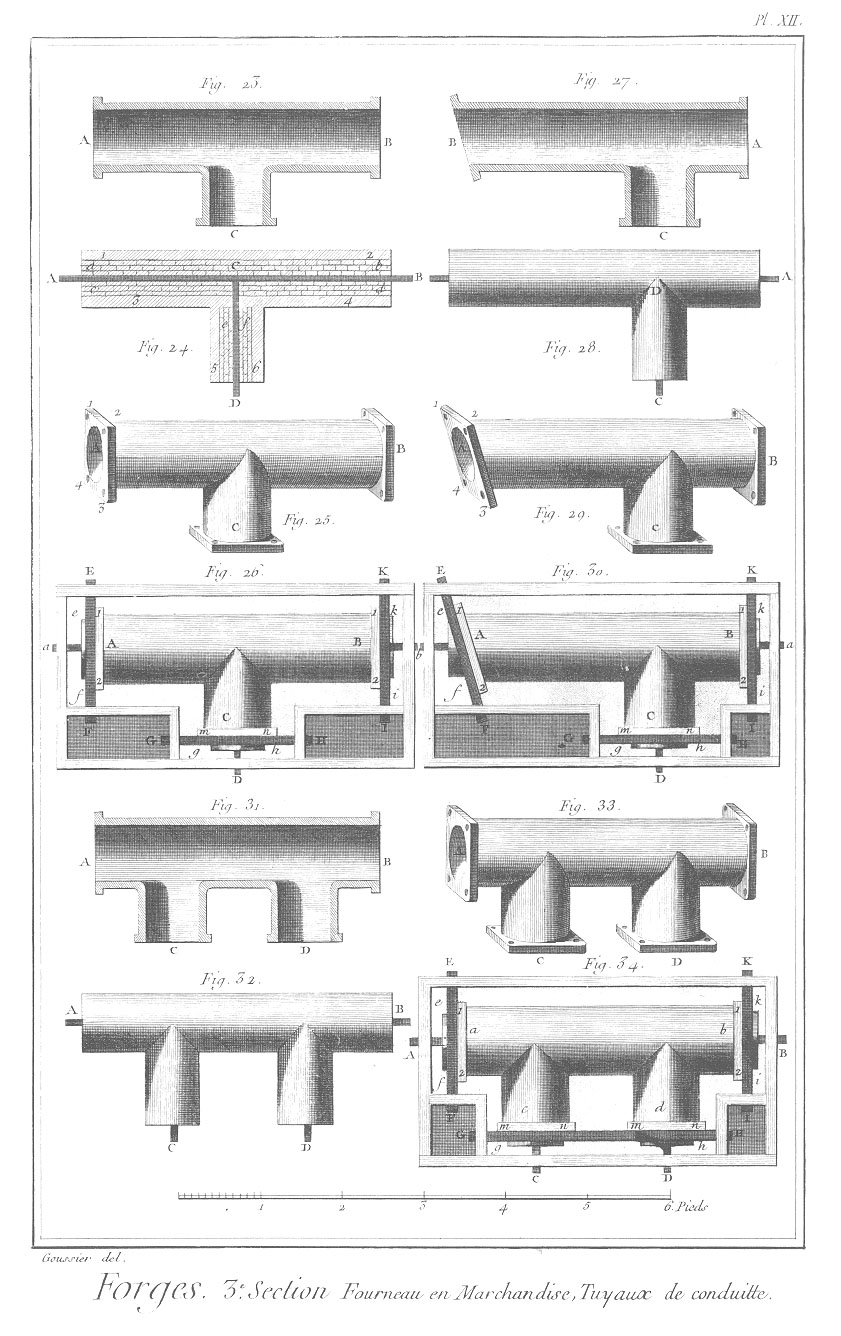 Pl. XII.
Fig. 23.
A B
C
Fig. 27.
B A
C
1 2
d C b
A B
c d
3 4
e f
5 6
Fig. 24.
D
A
D
Fig. 28.
C
1 2
A B
4
3
C
Fig. 25.
1 2
A B
4
3
C
Fig. 29.
Fig. 26.
E K
e 1 1 k
a A B b
f 2 2 i
F C I
m n
G H
g h
D
Fig. 30.
E K
e 1 1 k
A B a
f 2 2 i
F C I
m n
G H
g h
D
Fig. 31.
A B
C D
Fig. 33.
A B
C D
Fig. 32.
A B
C D
Fig. 34.
E K
e 1 1 k
a b
A B
f 2 2 i
F c d I
m n m n
G H
g h
C D
1 2 3 4 5 6 Pieds
Goussier del.
Forges. 3.e Section Fourneau en Marchandise, Tuyaux de conduitte.